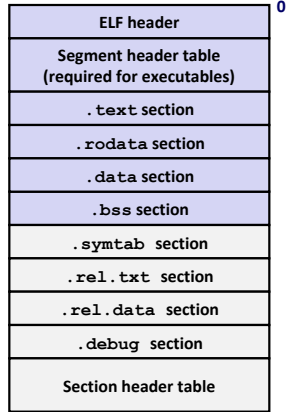 0
ELF header
Segment header table
(required for executables)
.text section
.rodata section
.data section
.bss section
.symtab section
.rel.txt section
.rel.data section
.debug section
Section header table